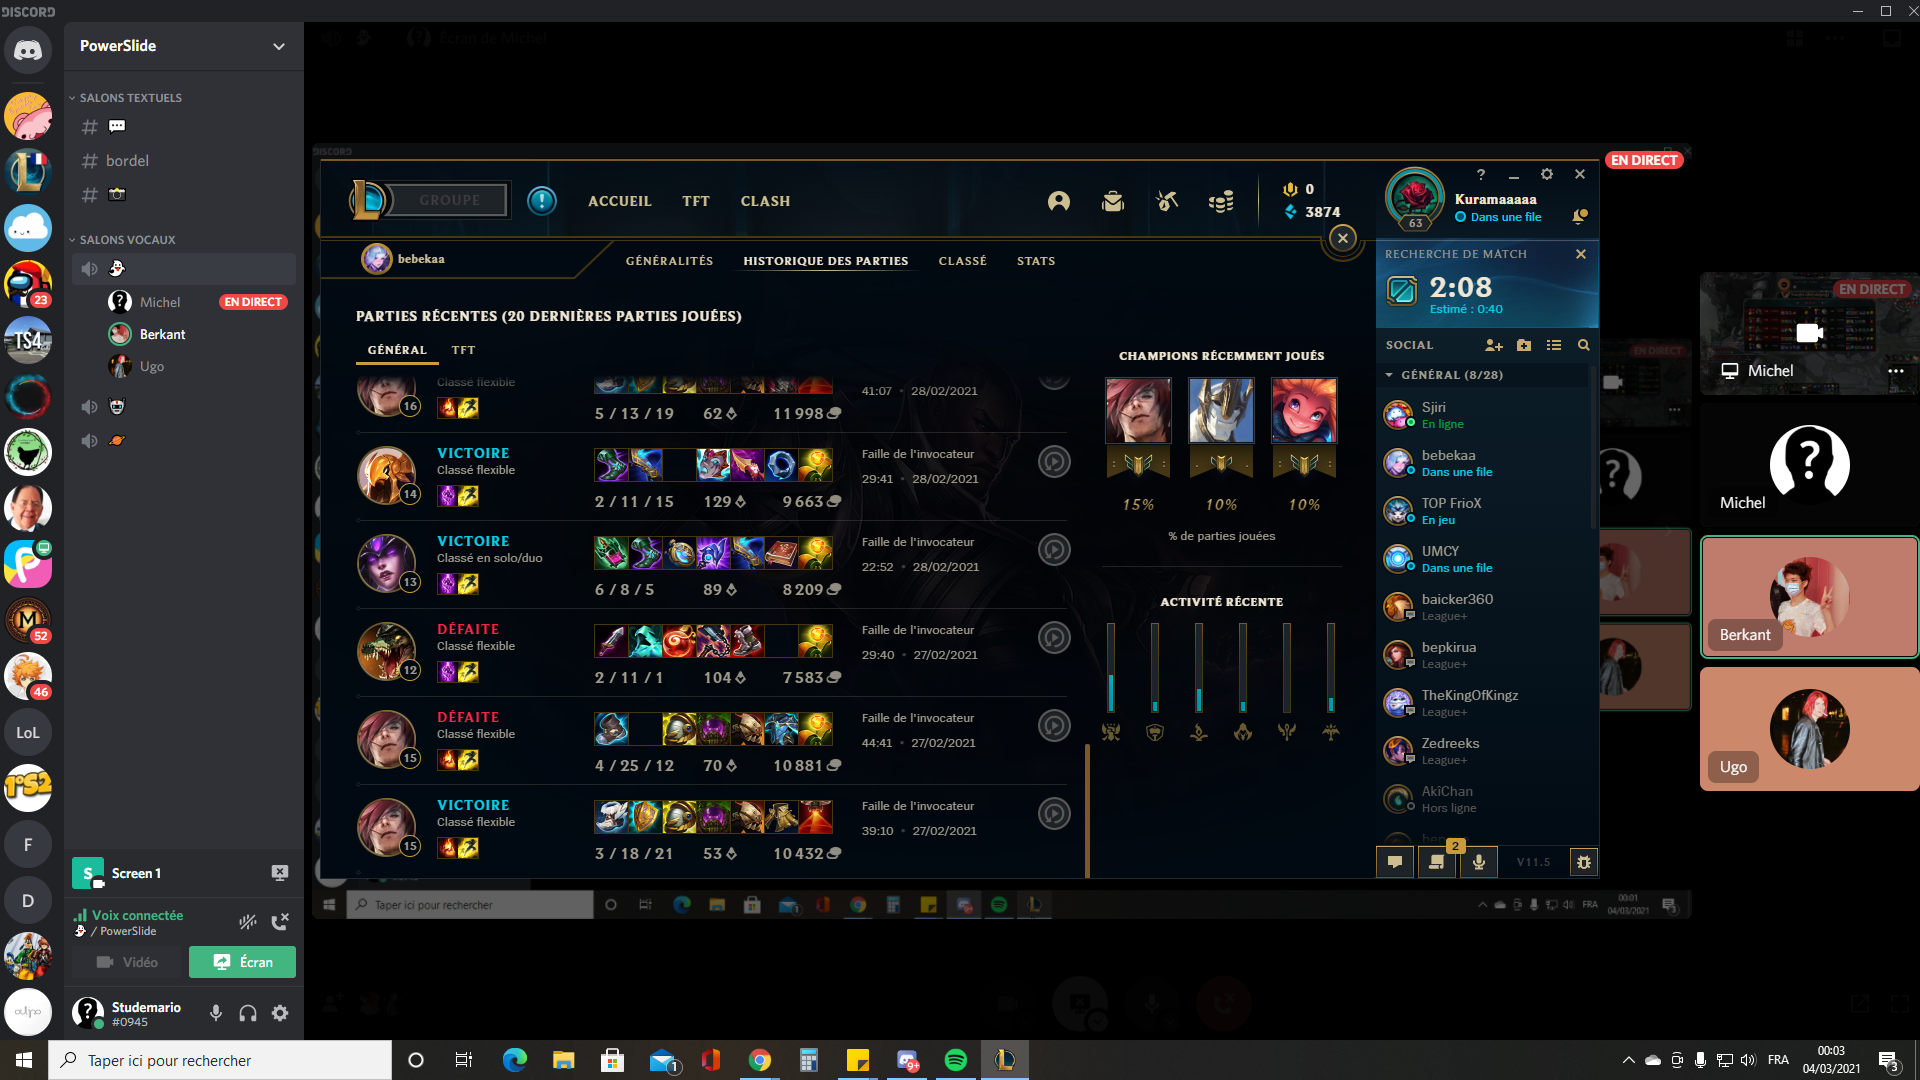 DISCORD
PowerSlide
SALONS TEXTUELS
bordel
SALONS VOCAUX
Michel
EN DIRECT
Berkant
Ugo
23
TS4
52
46
LoL
F
D
Screen 1
Voix connectée
/ PowerSlide
Vidéo
Écran
Studemario
#0945
Écran de Michel
DISCORD
EN DIRECT
GROUPE
ACCUEIL
TFT
CLASH
0
3874
63
Kuramaaaaa
Dans une file
bebekaa
GÉNÉRALITÉS
HISTORIQUE DES PARTIES
CLASSÉ
STATS
RECHERCHE DE MATCH
2:08
Estimé : 0:40
PARTIES RÉCENTES (20 DERNIÈRES PARTIES JOUÉES)
GÉNÉRAL
TFT
16
Classé flexible
5 / 13 / 19
62
11 998
41:07 • 28/02/2021
14
VICTOIRE
Classé flexible
2 / 11 / 15
129
9 663
Faille de l'invocateur
29:41 • 28/02/2021
13
VICTOIRE
Classé en solo/duo
6 / 8 / 5
89
8 209
Faille de l'invocateur
22:52 • 28/02/2021
12
DÉFAITE
Classé flexible
2 / 11 / 1
104
7 583
Faille de l'invocateur
29:40 • 27/02/2021
15
DÉFAITE
Classé flexible
4 / 25 / 12
70
10 881
Faille de l'invocateur
44:41 • 27/02/2021
15
VICTOIRE
Classé flexible
3 / 18 / 21
53
10 432
Faille de l'invocateur
39:10 • 27/02/2021
CHAMPIONS RÉCEMMENT JOUÉS
15%
10%
10%
% de parties jouées
ACTIVITÉ RÉCENTE
SOCIAL
GÉNÉRAL (8/28)
Sjiri
En ligne
bebekaa
Dans une file
TOP FrioX
En jeu
UMCY
Dans une file
baicker360
League+
bepkirua
League+
TheKingOfKingz
League+
Zedreeks
League+
AkiChan
Hors ligne
2
V11.5
Taper ici pour rechercher
FRA
00:01
04/03/2021
EN DIRECT
EN DIRECT
Michel
Michel
Berkant
Ugo
Taper ici pour rechercher
1
9+
FRA
00:03
04/03/2021
3